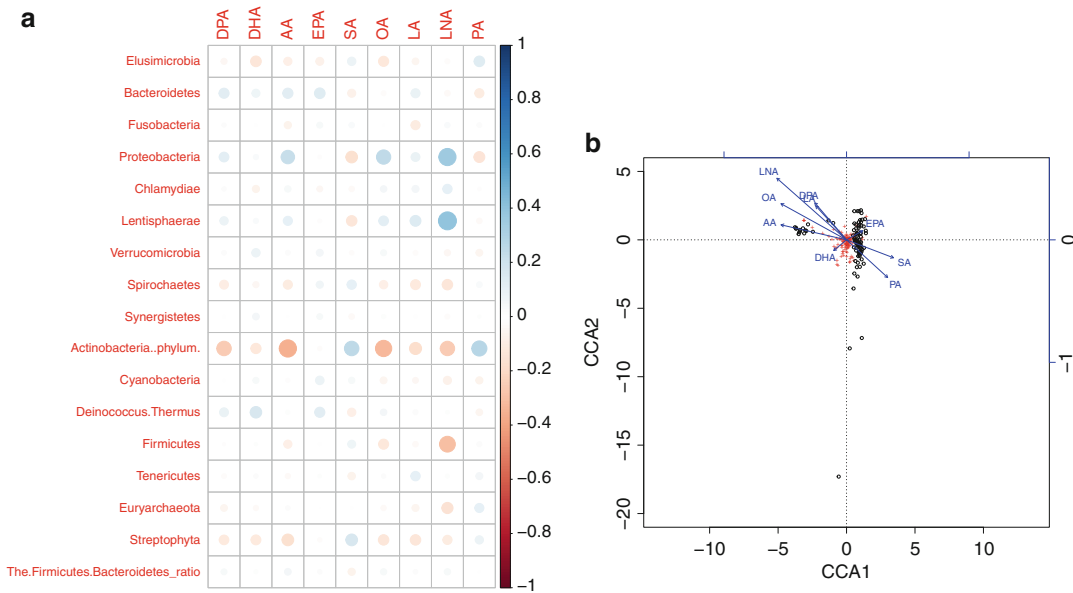 a
DPA DHA AA EPA SA OA LA LNA PA
Elusimicrobia
Bacteroidetes
Fusobacteria
Proteobacteria
Chlamydiae
Lentisphaerae
Verrucomicrobia
Spirochaetes
Synergistetes
Actinobacteria..phylum.
Cyanobacteria
Deinococcus.Thermus
Firmicutes
Tenericutes
Euryarchaeota
Streptophyta
The.Firmicutes.Bacteroidetes_ratio
1
0.8
0.6
0.4
0.2
0
−0.2
−0.4
−0.6
−0.8
−1
b
LNA
OA
DPA
AA
EPA
DHA
SA
PA
CCA2
5
0
−5
−10
−15
−20
0
−1
−10 −5 0 5 10
CCA1